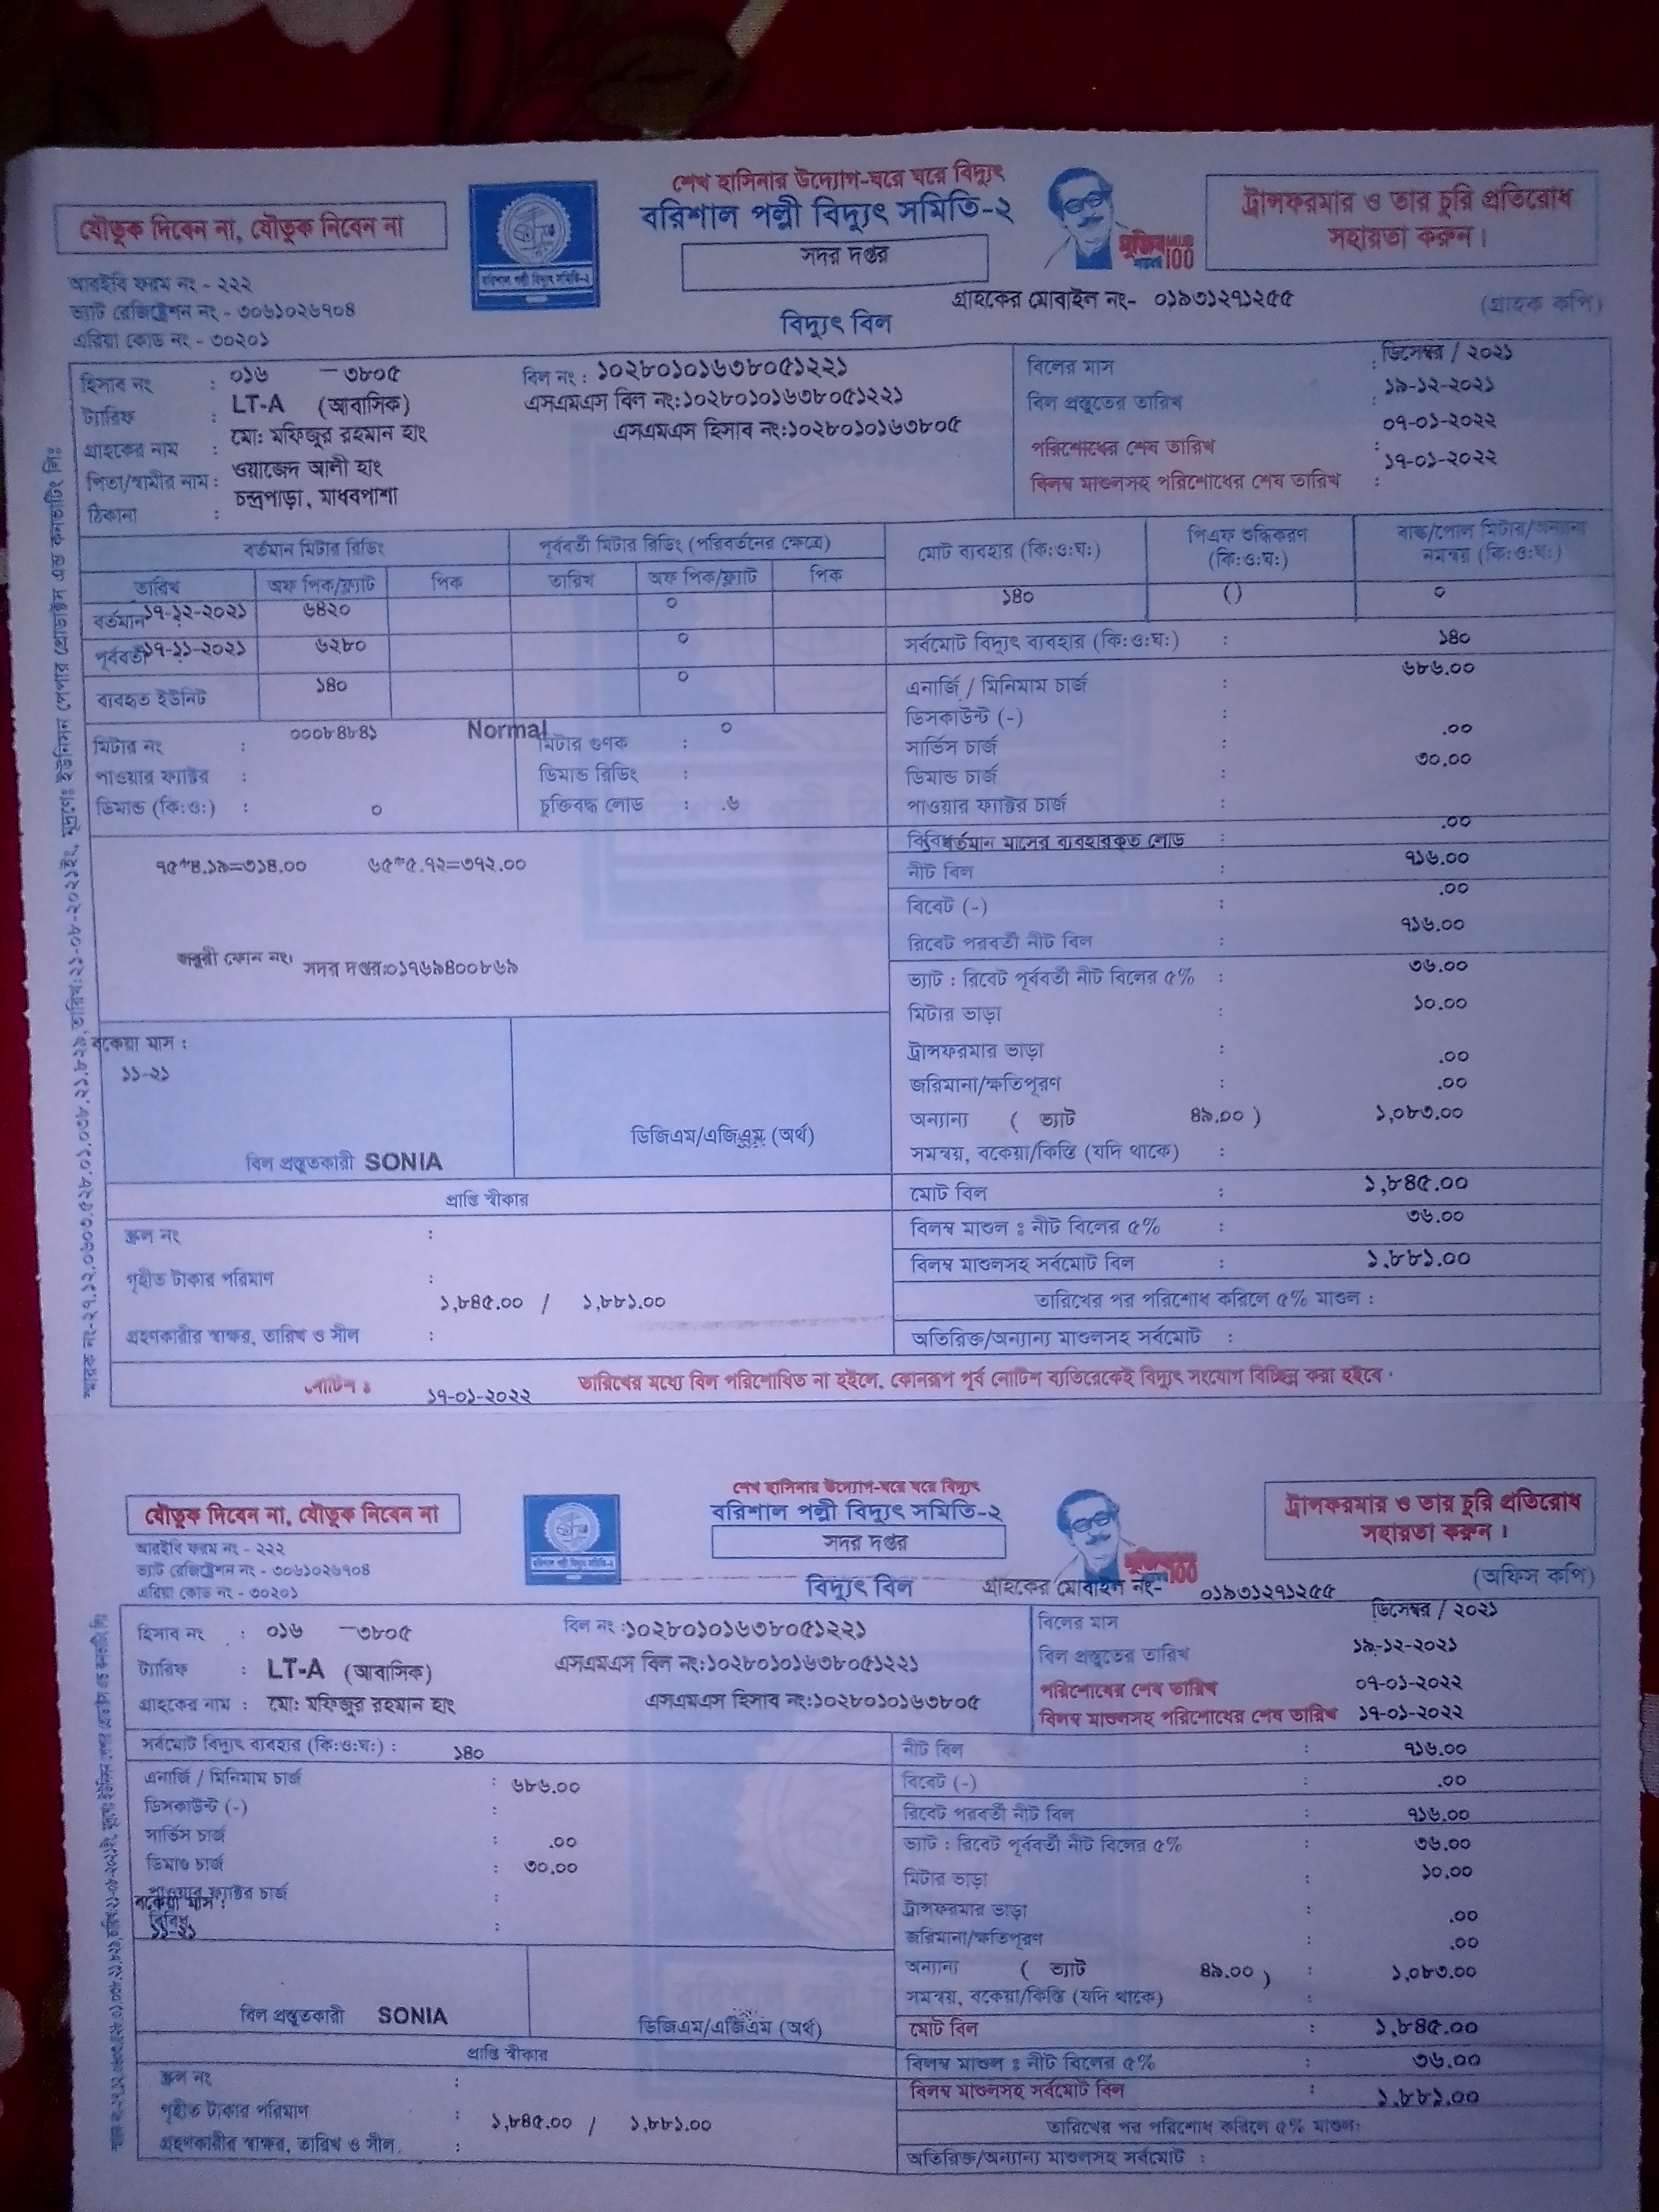 শেখ হাসিনার উদ্যোগ-ঘরে ঘরে বিদ্যুৎ
যৌতুক দিবেন না, যৌতুক নিবেন না
বরিশাল পল্লী বিদ্যুৎ সমিতি-২
ট্রান্সফরমার ও তার চুরি প্রতিরোধ
সহায়তা করুন।
সদর দপ্তর
বরিশাল পল্লী বিদ্যুৎ সমিতি-২
100
আরইবি ফরম নং - ২২২
ভ্যাট রেজিষ্ট্রেশন নং - ৩০৬১০২৬৭০৪
এরিয়া কোড নং - ৩০২০১
গ্রাহকের মোবাইল নং- ০১৯৩১২৭১২৫৫
(গ্রাহক কপি)
বিদ্যুৎ বিল
হিসাব নং : ০১৬ —৩৮০৫
বিল নং : ১০২৮০১০১৬৩৮০৫১২২১
বিলের মাস : ডিসেম্বর / ২০২১
ট্যারিফ : LT-A (আবাসিক)
এসএমএস বিল নং:১০২৮০১০১৬৩৮০৫১২২১
বিল প্রস্তুতের তারিখ : ১৯-১২-২০২১
গ্রাহকের নাম : মো: মফিজুর রহমান হাং
এসএমএস হিসাব নং:১০২৮০১০১৬৩৮০৫
পরিশোধের শেষ তারিখ : ০৭-০১-২০২২
পিতা/স্বামীর নাম : ওয়াজেদ আলী হাং
বিলম্ব মাশুলসহ পরিশোধের শেষ তারিখ : ১৭-০১-২০২২
ঠিকানা : চন্দ্রপাড়া, মাধবপাশা
বর্তমান মিটার রিডিং
পূর্ববর্তী মিটার রিডিং (পরিবর্তনের ক্ষেত্রে)
মোট ব্যবহার (কি:ও:ঘ:)
পিএফ শুদ্ধিকরণ
(কি:ও:ঘ:)
বাল্ক/পোল মিটার/অন্যান্য
সমন্বয় (কি:ও:ঘ:)
তারিখ অফ পিক/ফ্ল্যাট পিক তারিখ অফ পিক/ফ্ল্যাট পিক
১৪০ () ০
বর্তমান ১৭-১২-২০২১ ৬৪২০ ০
পূর্ববর্তী ১৭-১১-২০২১ ৬২৮০ ০
ব্যবহৃত ইউনিট ১৪০ ০
সর্বমোট বিদ্যুৎ ব্যবহার (কি:ও:ঘ:) : ১৪০
এনার্জি / মিনিমাম চার্জ : ৬৮৬.০০
ডিসকাউন্ট (-) :
সার্ভিস চার্জ : .০০
ডিমান্ড চার্জ : ৩০.০০
পাওয়ার ফ্যাক্টর চার্জ :
মিটার নং : ০০০৮৪৮৪১ Normal
মিটার গুণক : ০
পাওয়ার ফ্যাক্টর :
ডিমান্ড রিডিং :
ডিমান্ড (কি:ও:) : ০
চুক্তিবদ্ধ লোড : .৬
বর্তমান মাসের ব্যবহারকৃত লোড : .০০
৭৫*৪.১৯=৩১৪.০০ ৬৫*৫.৭২=৩৭২.০০
নীট বিল : ৭১৬.০০
রিবেট (-) : .০০
রিবেট পরবর্তী নীট বিল : ৭১৬.০০
জরুরী ফোন নং। সদর দপ্তর:০১৭৬৯৪০০৮৬৯
ভ্যাট : রিবেট পূর্ববর্তী নীট বিলের ৫% : ৩৬.০০
মিটার ভাড়া : ১০.০০
বকেয়া মাস :
১১-২১
ট্রান্সফরমার ভাড়া : .০০
জরিমানা/ক্ষতিপূরণ : .০০
অন্যান্য ( ভ্যাট ৪৯.০০ ) ১,০৮৩.০০
সমন্বয়, বকেয়া/কিস্তি (যদি থাকে) :
বিল প্রস্তুতকারী SONIA
ডিজিএম/এজিএম (অর্থ)
প্রাপ্তি স্বীকার
মোট বিল : ১,৮৪৫.০০
স্ক্রল নং :
বিলম্ব মাশুল : নীট বিলের ৫% : ৩৬.০০
গৃহীত টাকার পরিমান : ১,৮৪৫.০০ / ১,৮৮১.০০
বিলম্ব মাশুলসহ সর্বমোট বিল : ১,৮৮১.০০
তারিখের পর পরিশোধ করিলে ৫% মাশুল :
গ্রহণকারীর স্বাক্ষর, তারিখ ও সীল :
অতিরিক্ত/অন্যান্য মাশুলসহ সর্বমোট :
নোটিশ : ১৭-০১-২০২২ তারিখের মধ্যে বিল পরিশোধিত না হইলে, কোনরূপ পূর্ব নোটিশ ব্যতিরেকেই বিদ্যুৎ সংযোগ বিচ্ছিন্ন করা হইবে।
শেখ হাসিনার উদ্যোগ-ঘরে ঘরে বিদ্যুৎ
যৌতুক দিবেন না, যৌতুক নিবেন না
বরিশাল পল্লী বিদ্যুৎ সমিতি-২
ট্রান্সফরমার ও তার চুরি প্রতিরোধ
সহায়তা করুন।
সদর দপ্তর
100
আরইবি ফরম নং - ২২২
ভ্যাট রেজিষ্ট্রেশন নং - ৩০৬১০২৬৭০৪
এরিয়া কোড নং - ৩০২০১
বিদ্যুৎ বিল
গ্রাহকের মোবাইল নং- ০১৯৩১২৭১২৫৫
(অফিস কপি)
হিসাব নং : ০১৬ —৩৮০৫
বিল নং :১০২৮০১০১৬৩৮০৫১২২১
বিলের মাস ডিসেম্বর / ২০২১
ট্যারিফ : LT-A (আবাসিক)
এসএমএস বিল নং:১০২৮০১০১৬৩৮০৫১২২১
বিল প্রস্তুতের তারিখ ১৯-১২-২০২১
গ্রাহকের নাম : মো: মফিজুর রহমান হাং
এসএমএস হিসাব নং:১০২৮০১০১৬৩৮০৫
পরিশোধের শেষ তারিখ ০৭-০১-২০২২
বিলম্ব মাশুলসহ পরিশোধের শেষ তারিখ ১৭-০১-২০২২
সর্বমোট বিদ্যুৎ ব্যবহার (কি:ও:ঘ:) : ১৪০
নীট বিল : ৭১৬.০০
এনার্জি / মিনিমাম চার্জ : ৬৮৬.০০
রিবেট (-) : .০০
ডিসকাউন্ট (-) :
রিবেট পরবর্তী নীট বিল : ৭১৬.০০
সার্ভিস চার্জ : .০০
ভ্যাট : রিবেট পূর্ববর্তী নীট বিলের ৫% : ৩৬.০০
ডিমান্ড চার্জ : ৩০.০০
মিটার ভাড়া : ১০.০০
পাওয়ার ফ্যাক্টর চার্জ :
বকেয়া মাস :
ট্রান্সফরমার ভাড়া : .০০
বিবিধ :
১১-২১
জরিমানা/ক্ষতিপূরণ : .০০
অন্যান্য ( ভ্যাট ৪৯.০০ ) : ১,০৮৩.০০
সমন্বয়, বকেয়া/কিস্তি (যদি থাকে) :
বিল প্রস্তুতকারী SONIA
ডিজিএম/এজিএম (অর্থ)
মোট বিল : ১,৮৪৫.০০
প্রাপ্তি স্বীকার
বিলম্ব মাশুল : নীট বিলের ৫% : ৩৬.০০
স্ক্রল নং :
বিলম্ব মাশুলসহ সর্বমোট বিল : ১,৮৮১.০০
গৃহীত টাকার পরিমান : ১,৮৪৫.০০ / ১,৮৮১.০০
তারিখের পর পরিশোধ করিলে ৫% মাশুল:
গ্রহণকারীর স্বাক্ষর, তারিখ ও সীল :
অতিরিক্ত/অন্যান্য মাশুলসহ সর্বমোট :